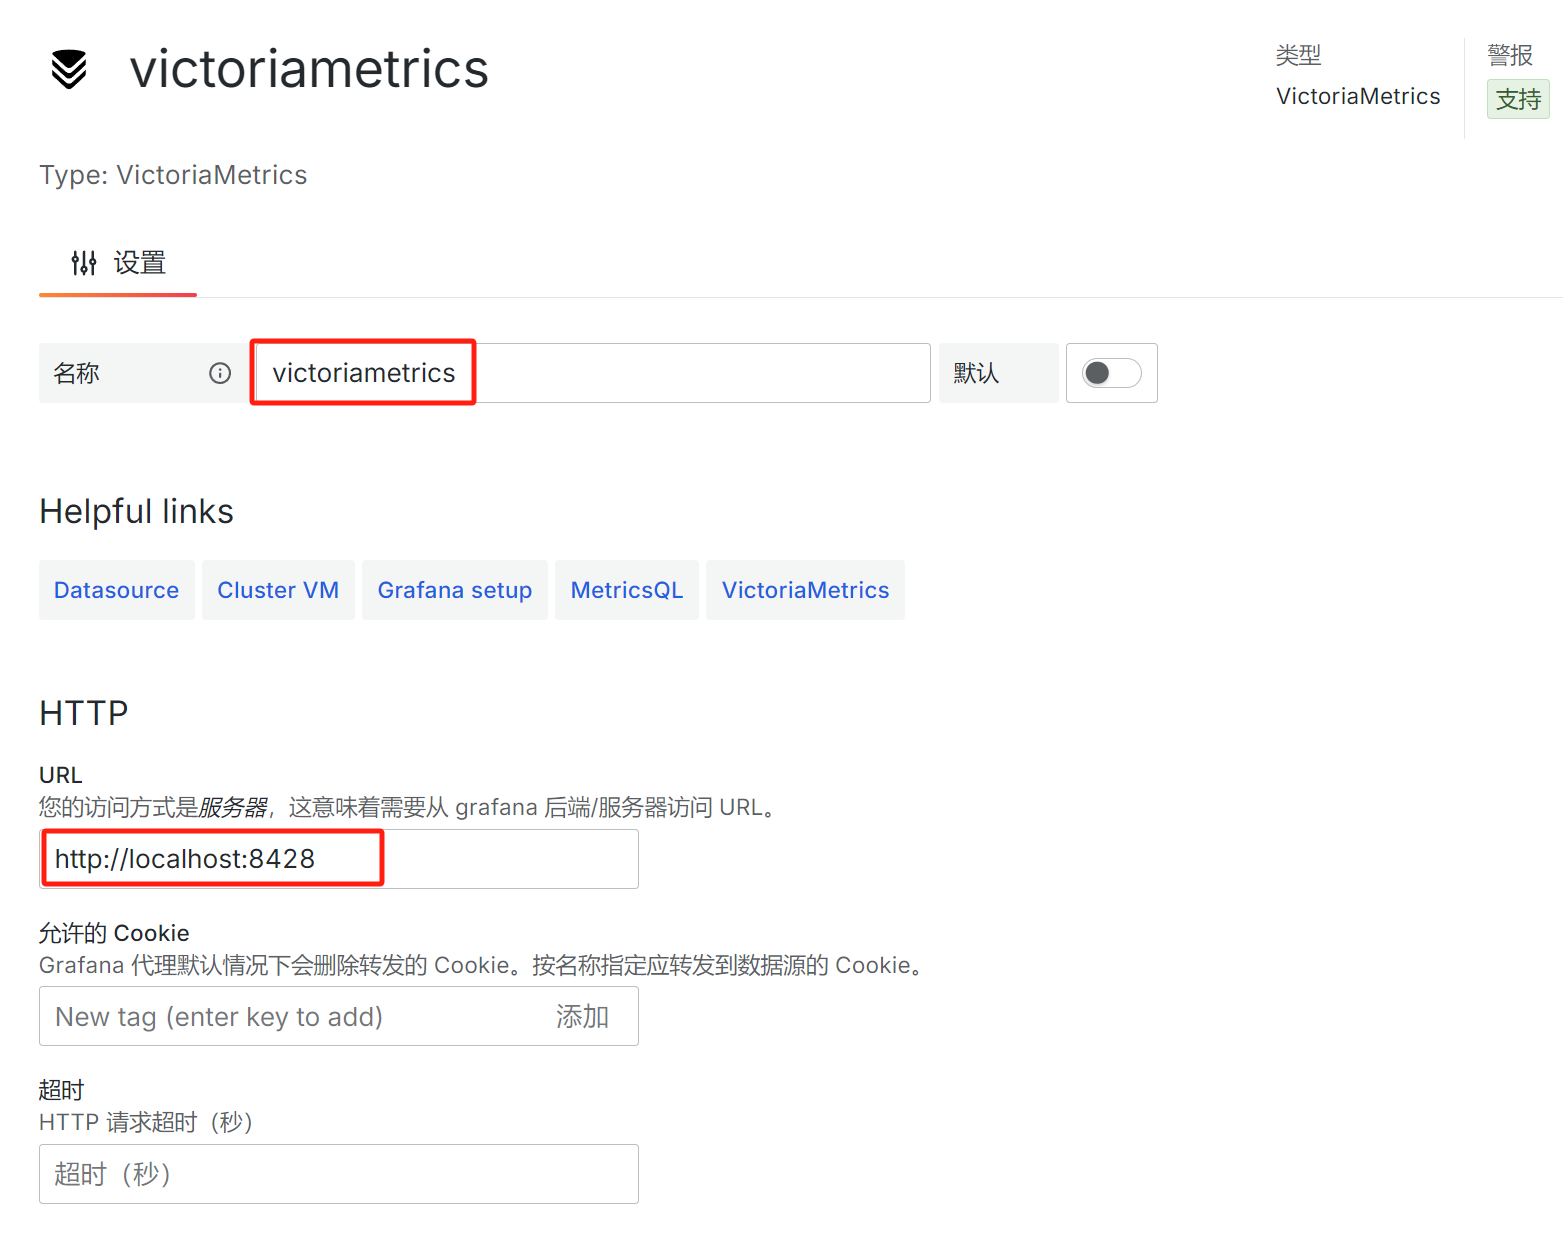 victoriametrics
类型
VictoriaMetrics
警报
支持
Type: VictoriaMetrics
设置
名称
victoriametrics
默认
Helpful links
Datasource
Cluster VM
Grafana setup
MetricsQL
VictoriaMetrics
HTTP
URL
您的访问方式是服务器，这意味着需要从 grafana 后端/服务器访问 URL。
http://localhost:8428
允许的 Cookie
Grafana 代理默认情况下会删除转发的 Cookie。按名称指定应转发到数据源的 Cookie。
New tag (enter key to add)
添加
超时
HTTP 请求超时（秒）
超时（秒）